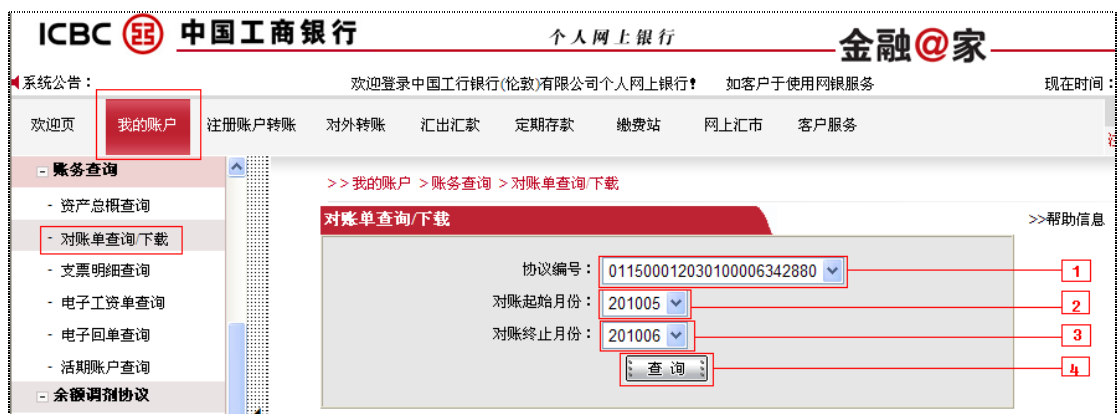 ICBC 中国工商银行 个人网上银行 金融@家
系统公告： 欢迎登录中国工行银行(伦敦)有限公司个人网上银行！ 如客户于使用网银服务 现在时间：
欢迎页 我的账户 注册账户转账 对外转账 汇出汇款 定期存款 缴费站 网上汇市 客户服务
- 账务查询
>>我的账户 >账务查询 >对账单查询/下载
- 资产总概查询
对账单查询/下载 >>帮助信息
- 对账单查询/下载
协议编号： 011500012030100006342880 1
- 支票明细查询
对账起始月份： 201005 2
- 电子工资单查询
对账终止月份： 201006 3
- 电子回单查询
查 询 4
- 活期账户查询
- 余额调剂协议